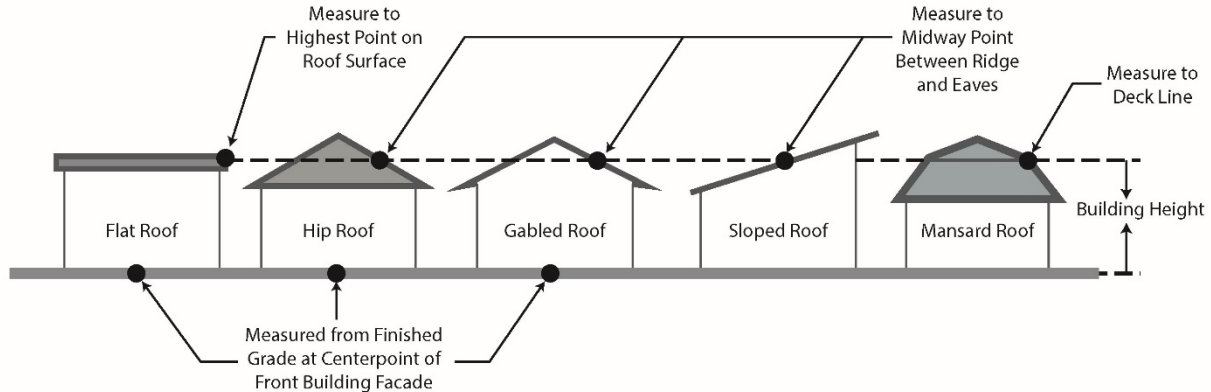 Measure to
Highest Point on
Roof Surface
Measure to
Midway Point
Between Ridge
and Eaves
Measure to
Deck Line
Flat Roof
Hip Roof
Gabled Roof
Sloped Roof
Mansard Roof
Building Height
Measured from Finished
Grade at Centerpoint of
Front Building Facade